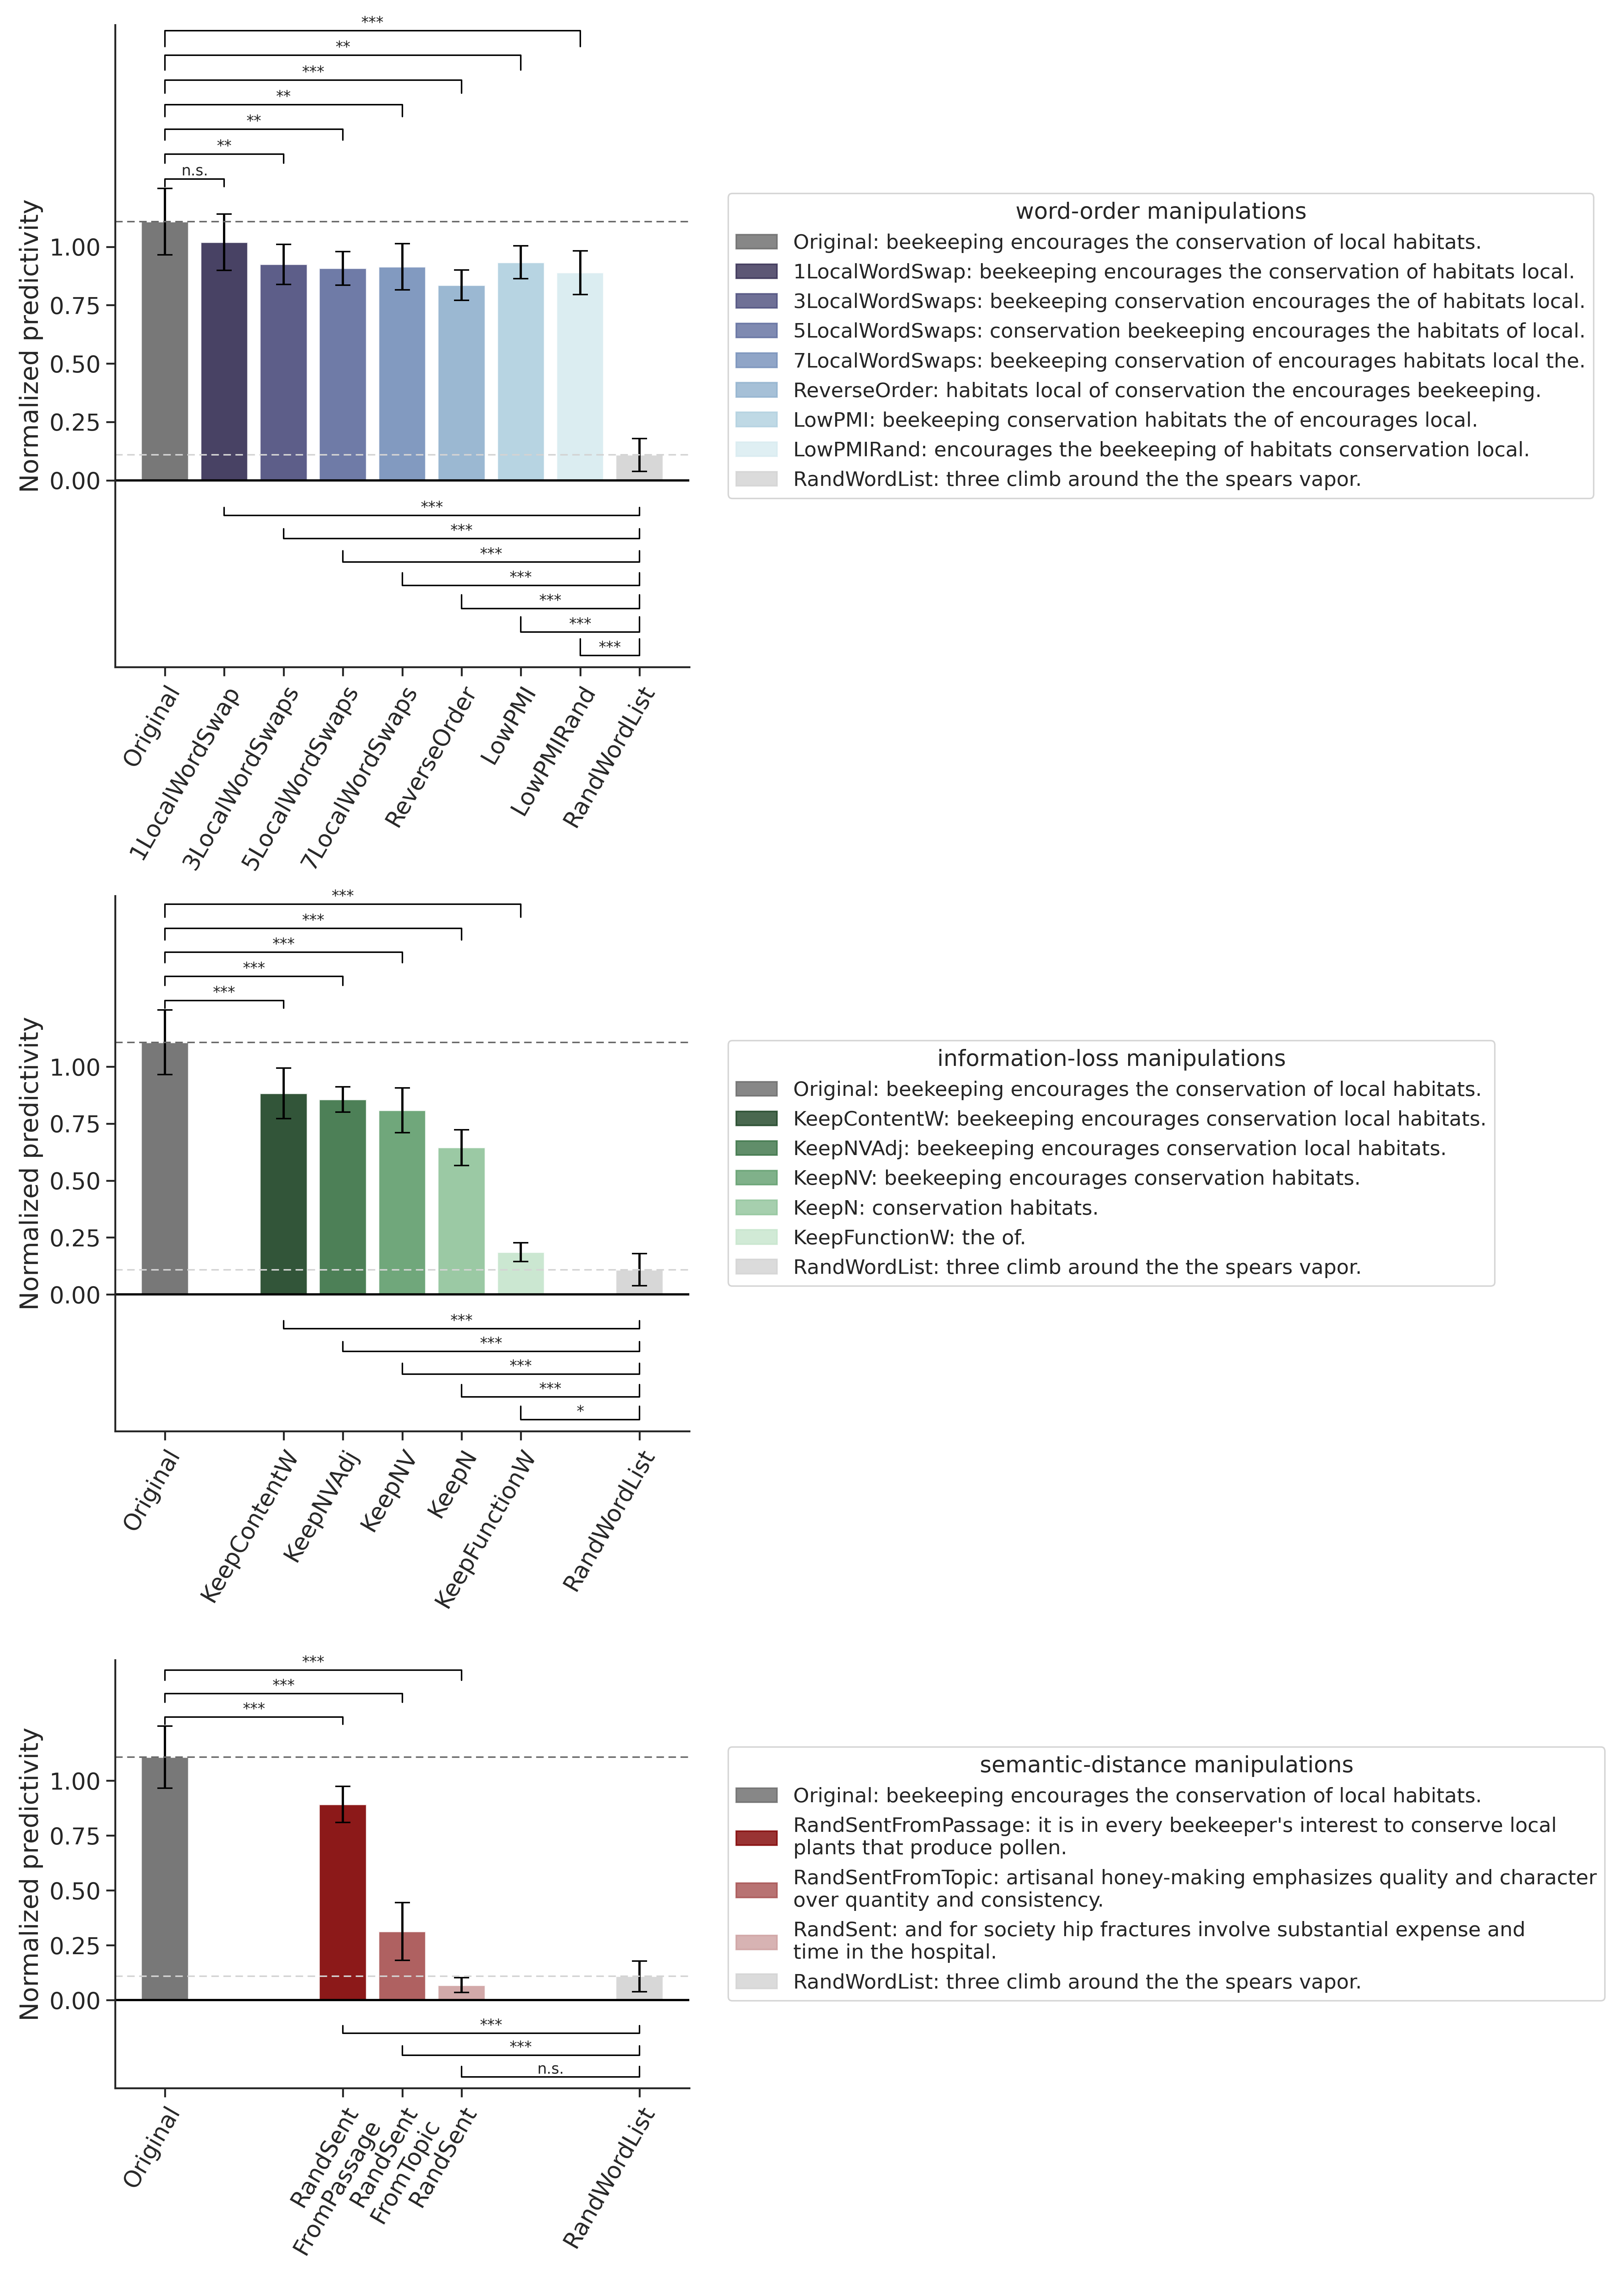 ***
**
***
**
**
**
n.s.
Normalized predictivity
1.00
0.75
0.50
0.25
0.00
***
***
***
***
***
***
***
Original
1LocalWordSwap
3LocalWordSwaps
5LocalWordSwaps
7LocalWordSwaps
ReverseOrder
LowPMI
LowPMIRand
RandWordList
word-order manipulations
Original: beekeeping encourages the conservation of local habitats.
1LocalWordSwap: beekeeping encourages the conservation of habitats local.
3LocalWordSwaps: beekeeping conservation encourages the of habitats local.
5LocalWordSwaps: conservation beekeeping encourages the habitats of local.
7LocalWordSwaps: beekeeping conservation of encourages habitats local the.
ReverseOrder: habitats local of conservation the encourages beekeeping.
LowPMI: beekeeping conservation habitats the of encourages local.
LowPMIRand: encourages the beekeeping of habitats conservation local.
RandWordList: three climb around the the spears vapor.
***
***
***
***
***
Normalized predictivity
1.00
0.75
0.50
0.25
0.00
***
***
***
***
*
Original
KeepContentW
KeepNVAdj
KeepNV
KeepN
KeepFunctionW
RandWordList
information-loss manipulations
Original: beekeeping encourages the conservation of local habitats.
KeepContentW: beekeeping encourages conservation local habitats.
KeepNVAdj: beekeeping encourages conservation local habitats.
KeepNV: beekeeping encourages conservation habitats.
KeepN: conservation habitats.
KeepFunctionW: the of.
RandWordList: three climb around the the spears vapor.
***
***
***
Normalized predictivity
1.00
0.75
0.50
0.25
0.00
***
***
n.s.
Original
RandSent
FromPassage
RandSent
FromTopic
RandSent
RandWordList
semantic-distance manipulations
Original: beekeeping encourages the conservation of local habitats.
RandSentFromPassage: it is in every beekeeper's interest to conserve local
plants that produce pollen.
RandSentFromTopic: artisanal honey-making emphasizes quality and character
over quantity and consistency.
RandSent: and for society hip fractures involve substantial expense and
time in the hospital.
RandWordList: three climb around the the spears vapor.